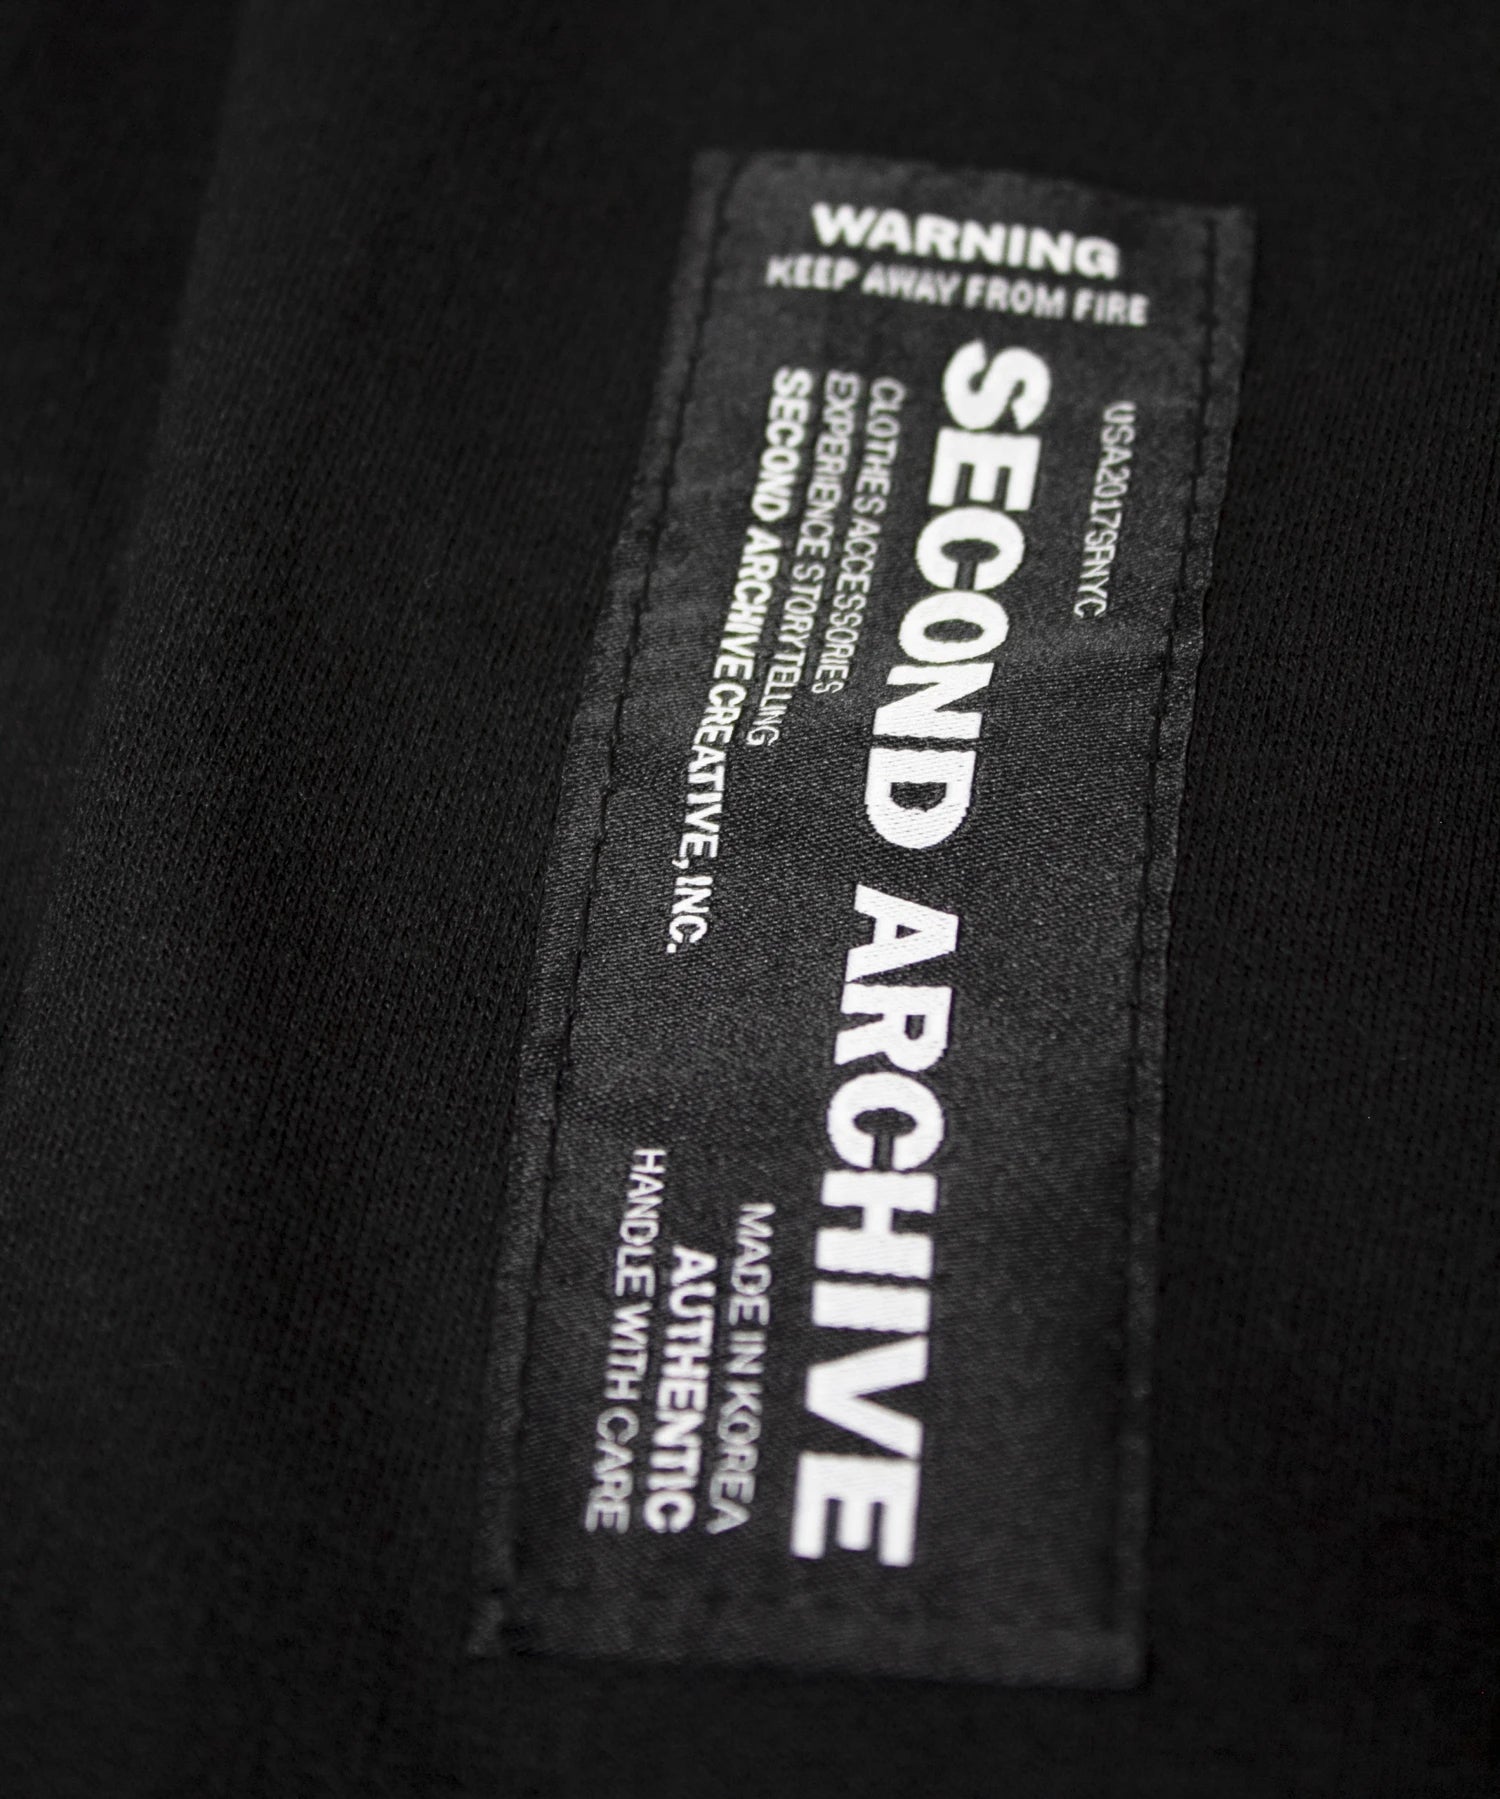 WARNING
KEEP AWAY FROM FIRE
USA2017SRNYC
SECOND ARCHIVE
CLOTHES ACCESSORIES
EXPERIENCE STORYTELLING
SECOND ARCHIVE CREATIVE, INC.
MADE IN KOREA
AUTHENTIC
HANDLE WITH CARE